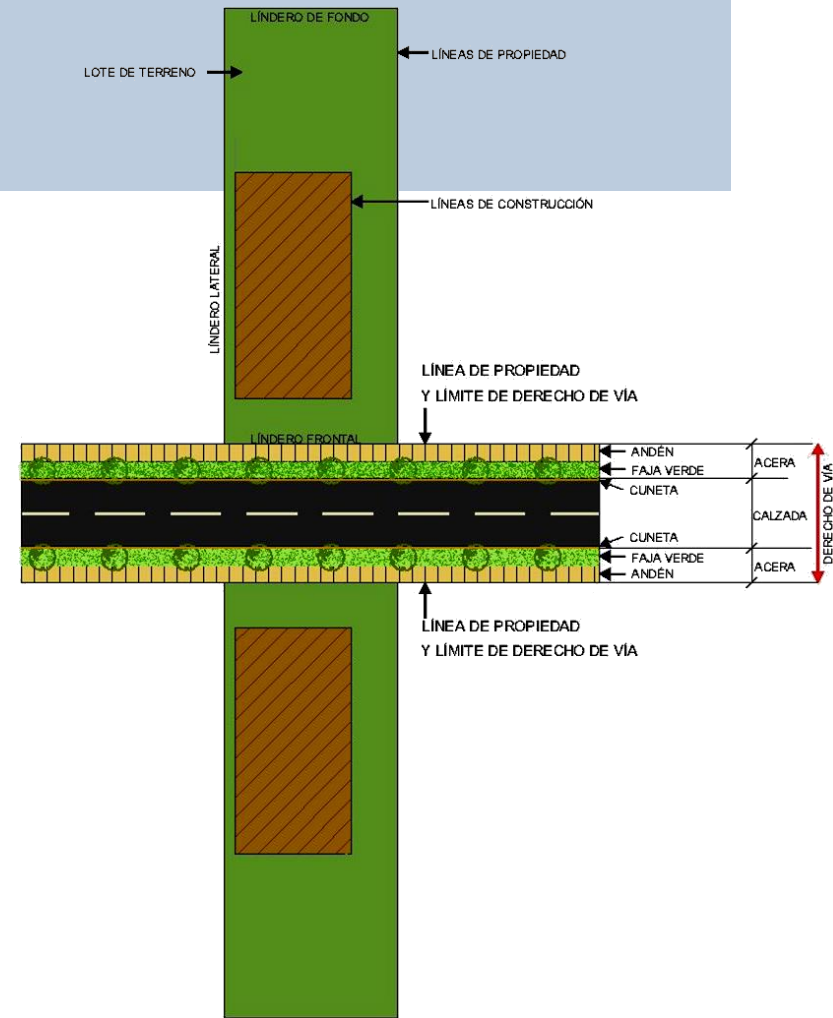 LÍNDERO DE FONDO
LÍNEAS DE PROPIEDAD
LOTE DE TERRENO
LÍNEAS DE CONSTRUCCIÓN
LÍNDERO LATERAL
LÍNEA DE PROPIEDAD
Y LÍMITE DE DERECHO DE VÍA
LÍNDERO FRONTAL
ANDÉN
FAJA VERDE
ACERA
CUNETA
CALZADA
DERECHO DE VÍA
CUNETA
FAJA VERDE
ANDÉN
ACERA
LÍNEA DE PROPIEDAD
Y LÍMITE DE DERECHO DE VÍA